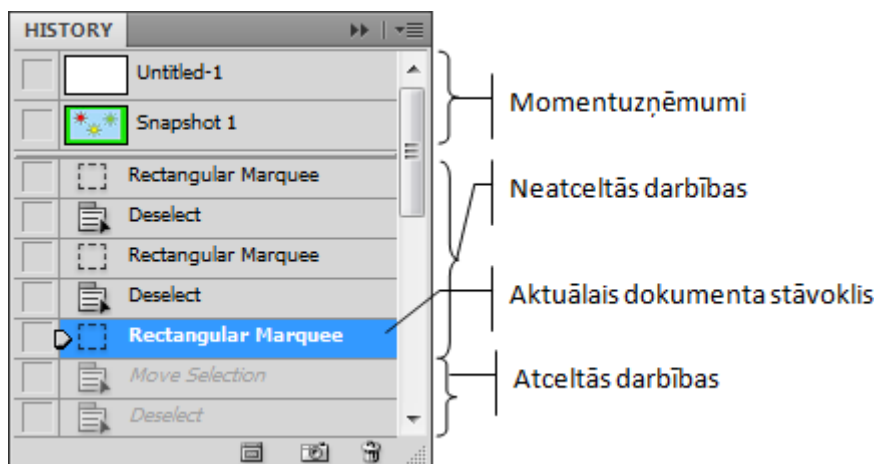 HISTORY
Untitled-1
Snapshot 1
Rectangular Marquee
Deselect
Rectangular Marquee
Deselect
Rectangular Marquee
Move Selection
Deselect
Momentuzņēmumi
Neatceltās darbības
Aktuālais dokumenta stāvoklis
Atceltās darbības